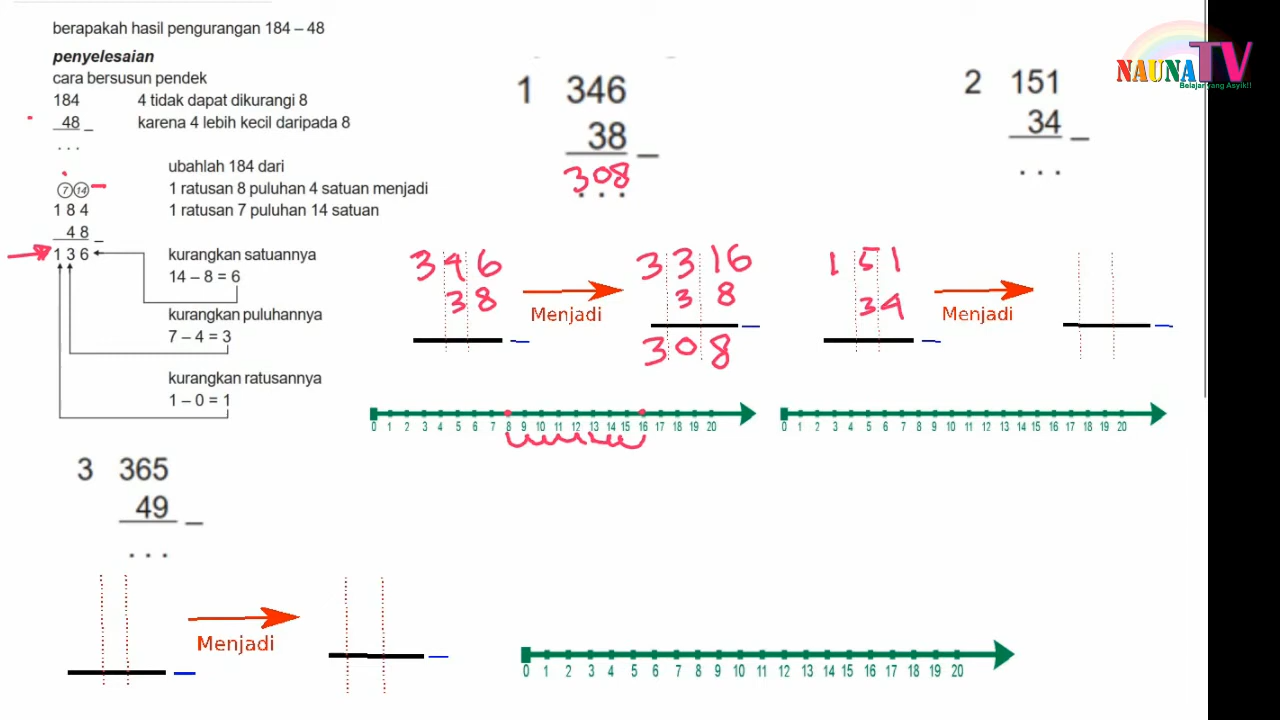 berapakah hasil pengurangan 184 – 48
penyelesaian
cara bersusun pendek
184 4 tidak dapat dikurangi 8
48 – karena 4 lebih kecil daripada 8
. . .
ubahlah 184 dari
7 14 1 ratusan 8 puluhan 4 satuan menjadi
1 8 4 1 ratusan 7 puluhan 14 satuan
4 8 –
1 3 6 kurangkan satuannya
14 – 8 = 6
kurangkan puluhannya
7 – 4 = 3
kurangkan ratusannya
1 – 0 = 1
1 346
38 –
308
. . .
3 4 6
3 8
–
Menjadi
3 3 16
3 8
–
3 0 8
0 1 2 3 4 5 6 7 8 9 10 11 12 13 14 15 16 17 18 19 20
NAUNA TV
Belajar yang Asyik!!
2 151
34 –
. . .
1 5 1
3 4
–
Menjadi
–
0 1 2 3 4 5 6 7 8 9 10 11 12 13 14 15 16 17 18 19 20
3 365
49 –
. . .
–
Menjadi
–
0 1 2 3 4 5 6 7 8 9 10 11 12 13 14 15 16 17 18 19 20